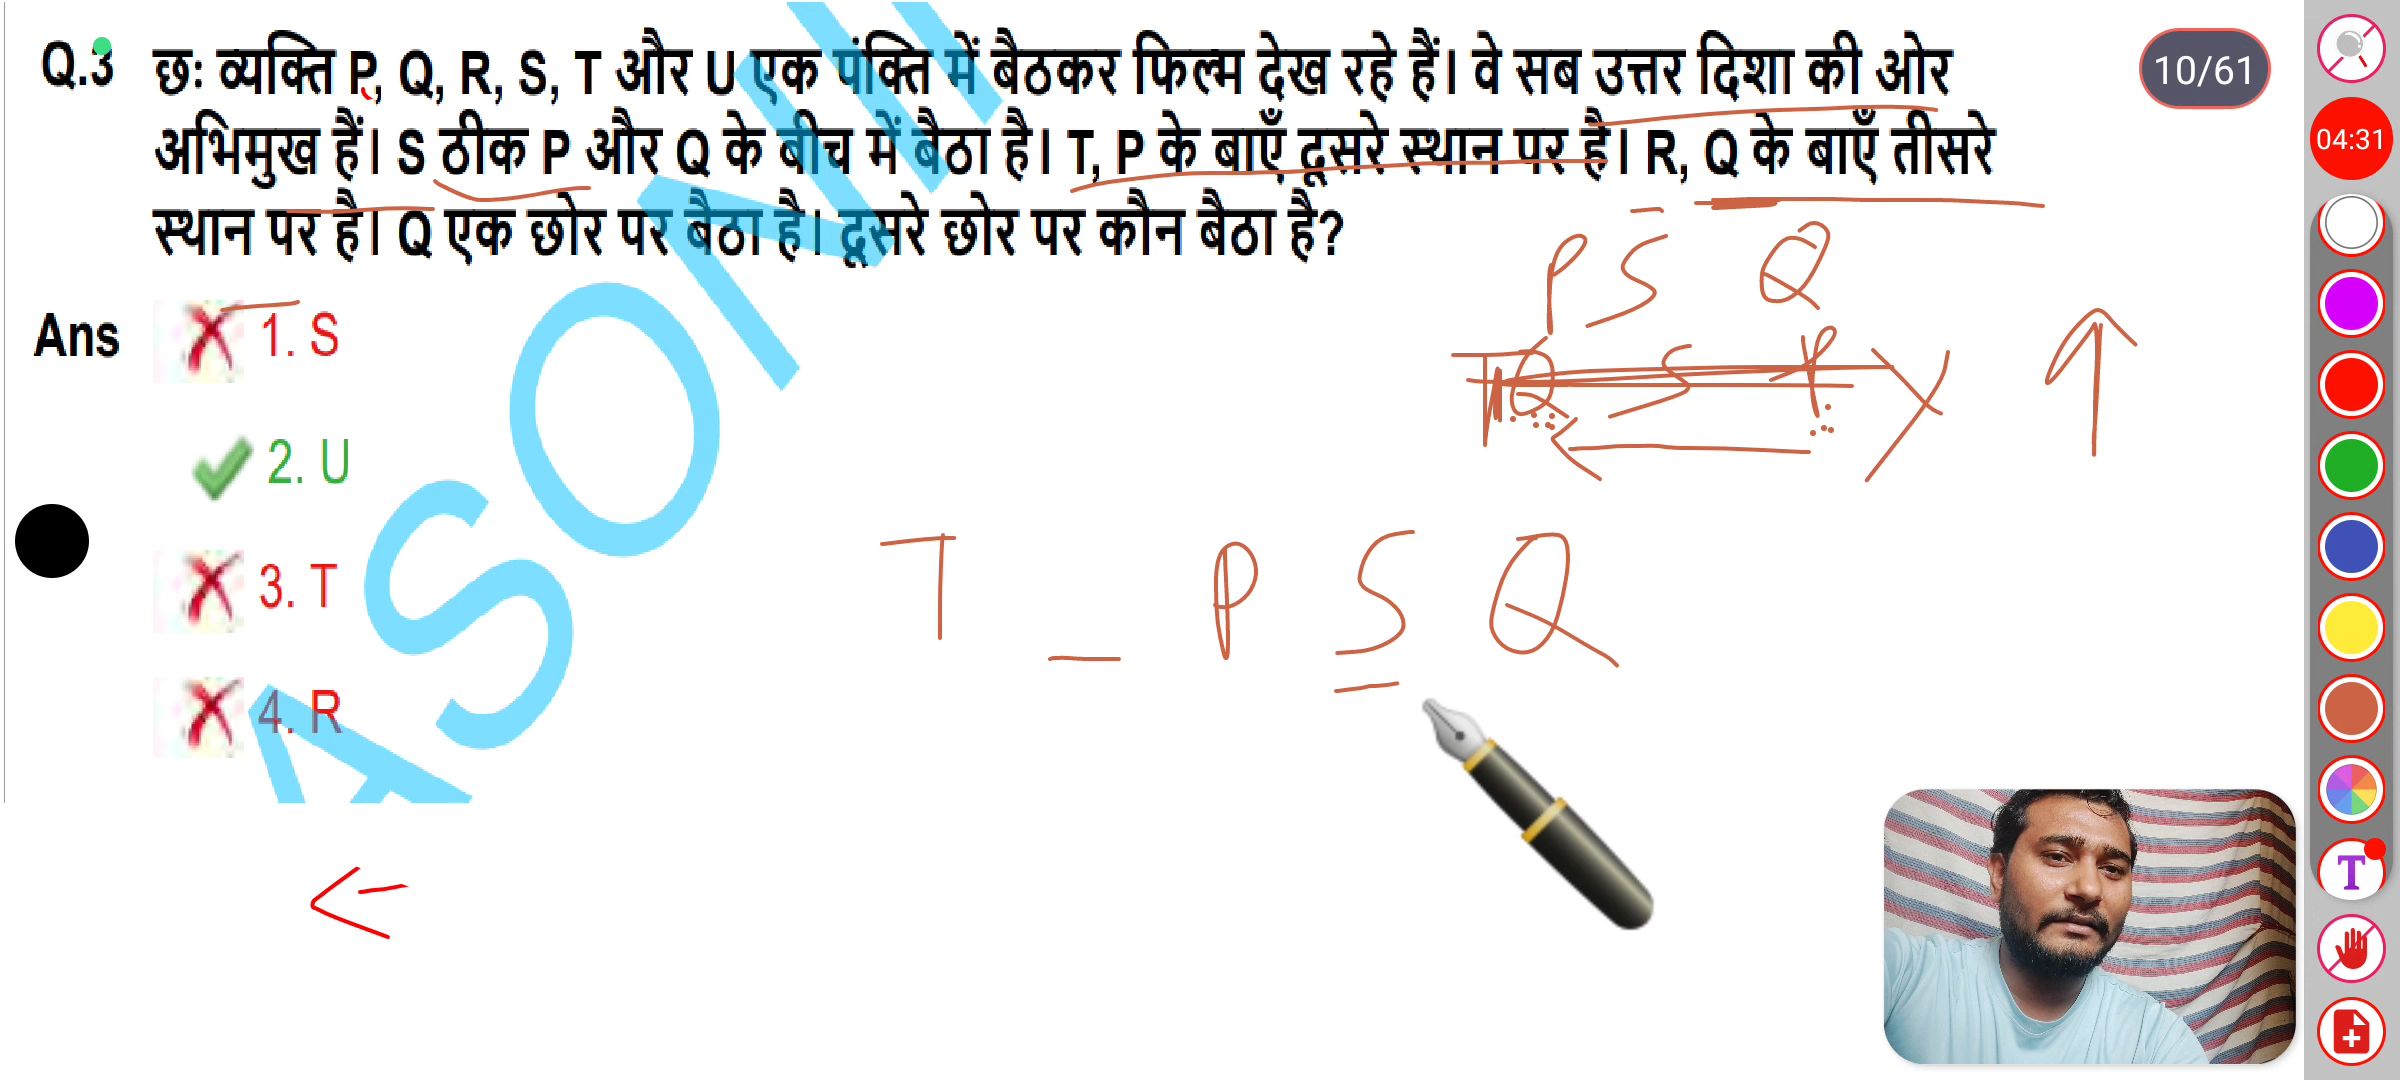 Q.3 छः व्यक्ति P, Q, R, S, T और U एक पंक्ति में बैठकर फिल्म देख रहे हैं। वे सब उत्तर दिशा की ओर
अभिमुख हैं। S ठीक P और Q के बीच में बैठा है। T, P के बाएँ दूसरे स्थान पर है। R, Q के बाएँ तीसरे
स्थान पर है। Q एक छोर पर बैठा है। दूसरे छोर पर कौन बैठा है?
10/61
04:31
P S Q
T Q S P
Ans 1. S
2. U
3. T
4. R
T _ P S Q
T